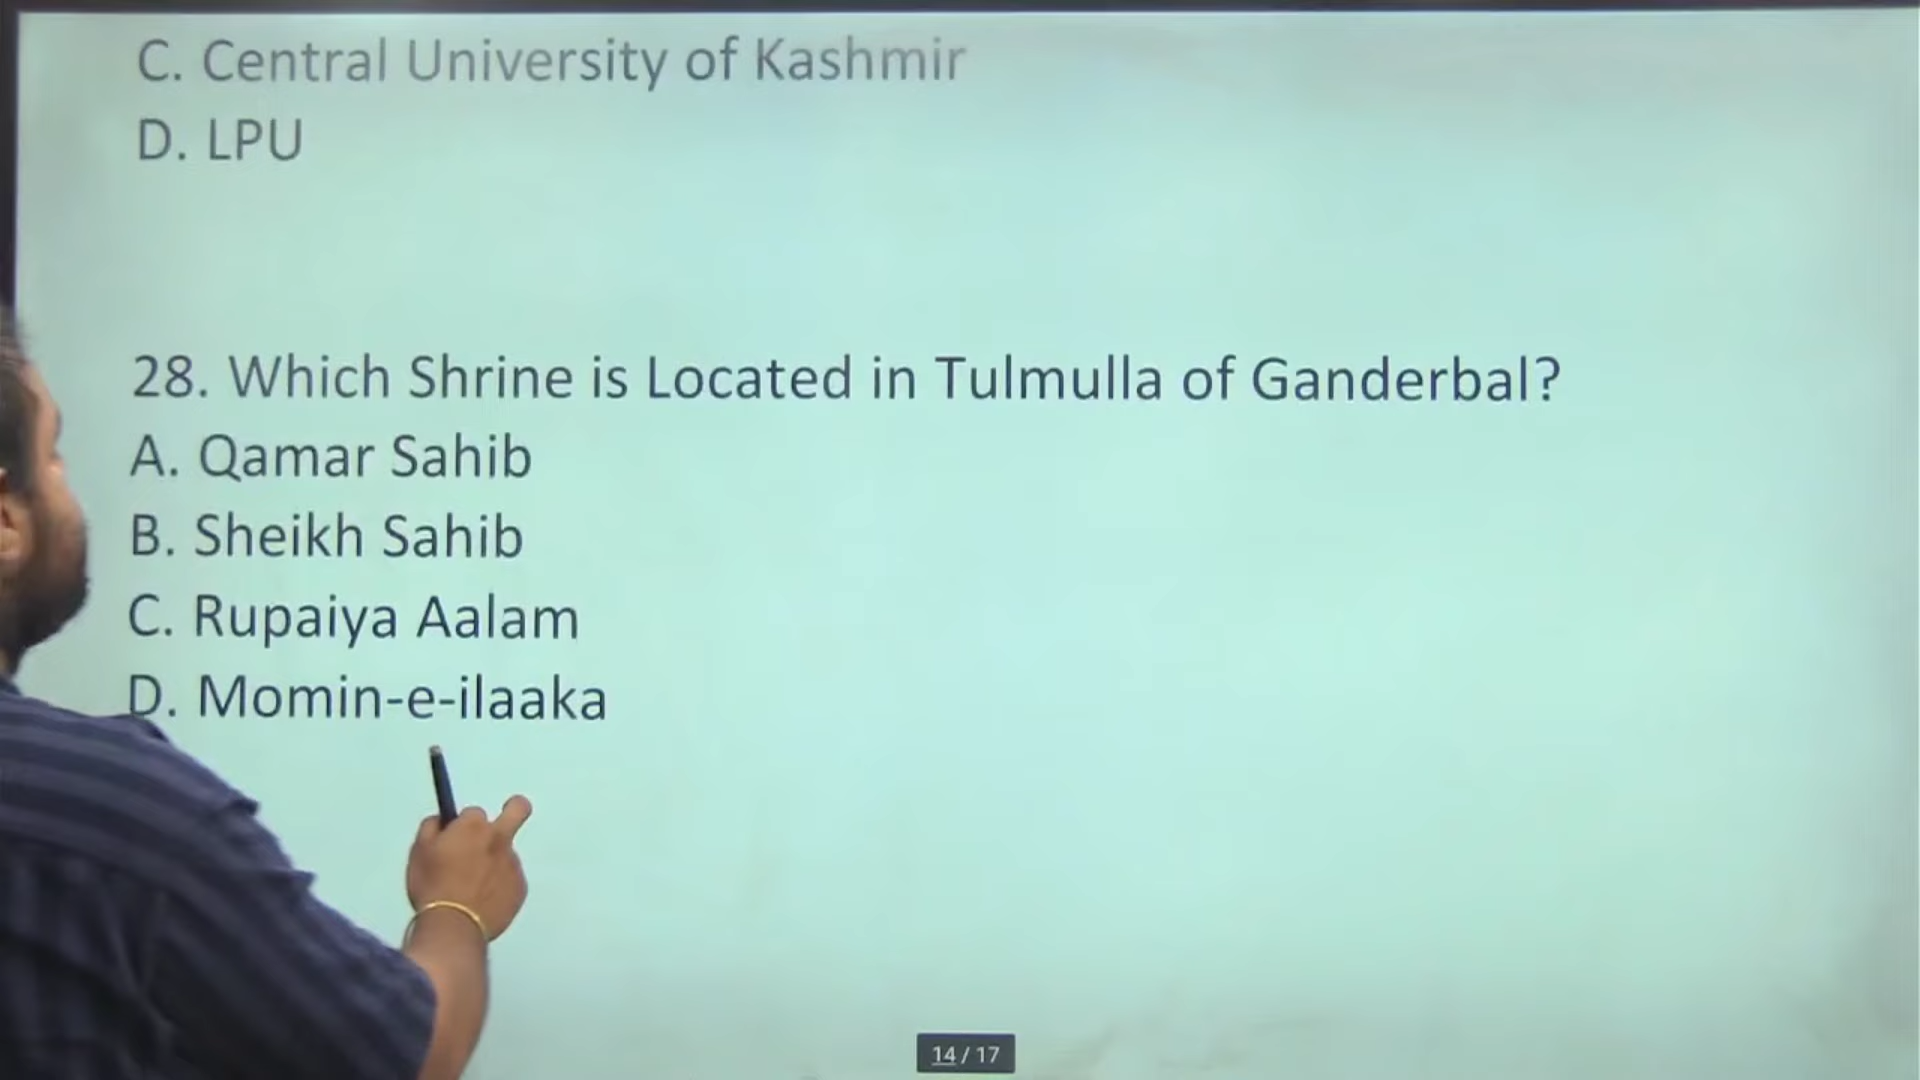 C. Central University of Kashmir
D. LPU
28. Which Shrine is Located in Tulmulla of Ganderbal?
A. Qamar Sahib
B. Sheikh Sahib
C. Rupaiya Aalam
D. Momin-e-ilaaka
14 / 17